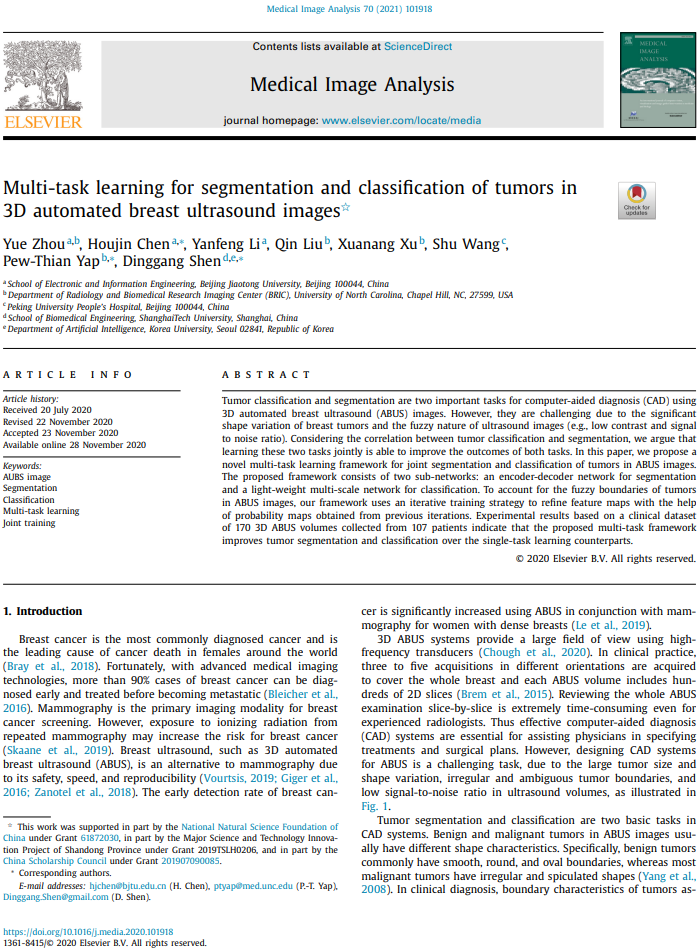 Medical Image Analysis 70 (2021) 101918
Contents lists available at ScienceDirect
Medical Image Analysis
journal homepage: www.elsevier.com/locate/media
ELSEVIER
MEDICAL
IMAGE
ANALYSIS
Multi-task learning for segmentation and classification of tumors in
3D automated breast ultrasound images☆
Check for
updates
Yue Zhou a,b, Houjin Chen a,∗, Yanfeng Li a, Qin Liu b, Xuanang Xu b, Shu Wang c,
Pew-Thian Yap b,∗, Dinggang Shen d,e,∗
a School of Electronic and Information Engineering, Beijing Jiaotong University, Beijing 100044, China
b Department of Radiology and Biomedical Research Imaging Center (BRIC), University of North Carolina, Chapel Hill, NC, 27599, USA
c Peking University People's Hospital, Beijing 100044, China
d School of Biomedical Engineering, ShanghaiTech University, Shanghai, China
e Department of Artificial Intelligence, Korea University, Seoul 02841, Republic of Korea
ARTICLE INFO
Article history:
Received 20 July 2020
Revised 22 November 2020
Accepted 23 November 2020
Available online 28 November 2020
Keywords:
AUBS image
Segmentation
Classification
Multi-task learning
Joint training
ABSTRACT
Tumor classification and segmentation are two important tasks for computer-aided diagnosis (CAD) using
3D automated breast ultrasound (ABUS) images. However, they are challenging due to the significant
shape variation of breast tumors and the fuzzy nature of ultrasound images (e.g., low contrast and signal
to noise ratio). Considering the correlation between tumor classification and segmentation, we argue that
learning these two tasks jointly is able to improve the outcomes of both tasks. In this paper, we propose a
novel multi-task learning framework for joint segmentation and classification of tumors in ABUS images.
The proposed framework consists of two sub-networks: an encoder-decoder network for segmentation
and a light-weight multi-scale network for classification. To account for the fuzzy boundaries of tumors
in ABUS images, our framework uses an iterative training strategy to refine feature maps with the help
of probability maps obtained from previous iterations. Experimental results based on a clinical dataset
of 170 3D ABUS volumes collected from 107 patients indicate that the proposed multi-task framework
improves tumor segmentation and classification over the single-task learning counterparts.
© 2020 Elsevier B.V. All rights reserved.
1. Introduction
Breast cancer is the most commonly diagnosed cancer and is
the leading cause of cancer death in females around the world
(Bray et al., 2018). Fortunately, with advanced medical imaging
technologies, more than 90% cases of breast cancer can be diag-
nosed early and treated before becoming metastatic (Bleicher et al.,
2016). Mammography is the primary imaging modality for breast
cancer screening. However, exposure to ionizing radiation from
repeated mammography may increase the risk for breast cancer
(Skaane et al., 2019). Breast ultrasound, such as 3D automated
breast ultrasound (ABUS), is an alternative to mammography due
to its safety, speed, and reproducibility (Vourtsis, 2019; Giger et al.,
2016; Zanotel et al., 2018). The early detection rate of breast can-
☆ This work was supported in part by the National Natural Science Foundation of
China under Grant 61872030, in part by the Major Science and Technology Innova-
tion Project of Shandong Province under Grant 2019TSLH0206, and in part by the
China Scholarship Council under Grant 201907090085.
∗ Corresponding authors.
E-mail addresses: hjchen@bjtu.edu.cn (H. Chen), ptyap@med.unc.edu (P.-T. Yap),
Dinggang.Shen@gmail.com (D. Shen).
cer is significantly increased using ABUS in conjunction with mam-
mography for women with dense breasts (Le et al., 2019).
3D ABUS systems provide a large field of view using high-
frequency transducers (Chough et al., 2020). In clinical practice,
three to five acquisitions in different orientations are acquired
to cover the whole breast and each ABUS volume includes hun-
dreds of 2D slices (Brem et al., 2015). Reviewing the whole ABUS
examination slice-by-slice is extremely time-consuming even for
experienced radiologists. Thus effective computer-aided diagnosis
(CAD) systems are essential for assisting physicians in specifying
treatments and surgical plans. However, designing CAD systems
for ABUS is a challenging task, due to the large tumor size and
shape variation, irregular and ambiguous tumor boundaries, and
low signal-to-noise ratio in ultrasound volumes, as illustrated in
Fig. 1.
Tumor segmentation and classification are two basic tasks in
CAD systems. Benign and malignant tumors in ABUS images usu-
ally have different shape characteristics. Specifically, benign tumors
commonly have smooth, round, and oval boundaries, whereas most
malignant tumors have irregular and spiculated shapes (Yang et al.,
2008). In clinical diagnosis, boundary characteristics of tumors as-
https://doi.org/10.1016/j.media.2020.101918
1361-8415/© 2020 Elsevier B.V. All rights reserved.